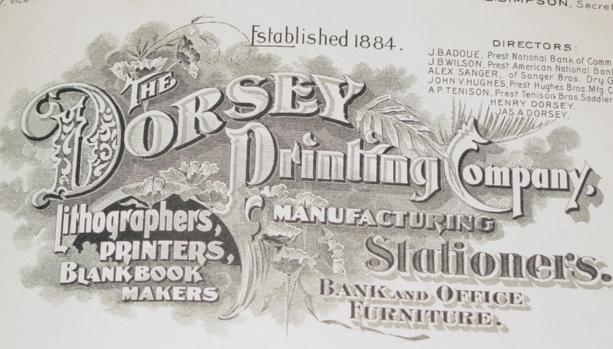 SIMPSON, Secret
Established 1884.
DIRECTORS:
J.B.ADOUE, Prest National Bank of Comm
J.B.WILSON, Prest American National Bank
ALEX. SANGER, of Sanger Bros. Dry G
JOHN V. HUGHES, Prest Hughes Bros. Mfg. C
A.P. TENISON, Prest Tenison Bros. Saddle
HENRY DORSEY.
JAS. A DORSEY.
THE
DORSEY
Printing Company.
Lithographers,
PRINTERS,
BLANK BOOK
MAKERS
MANUFACTURING
Stationers.
BANK AND OFFICE
FURNITURE.